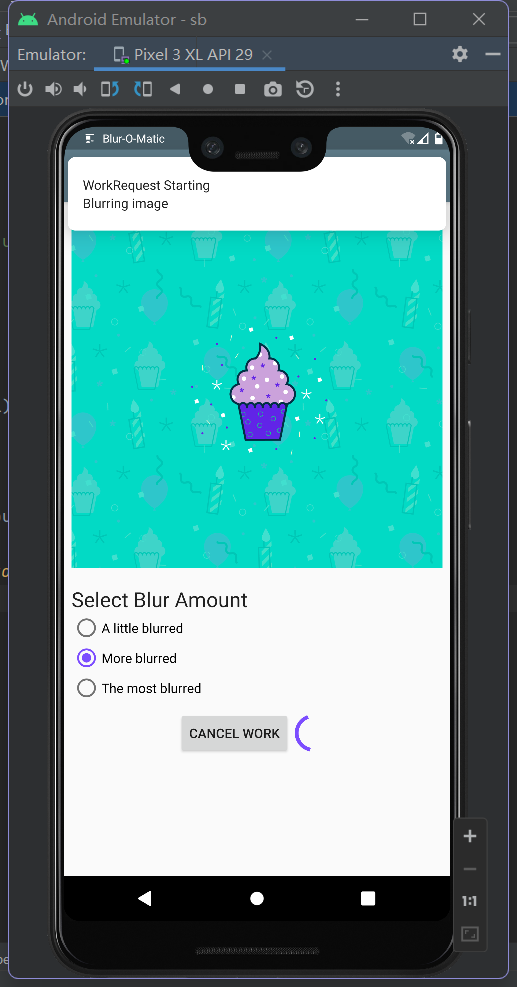 Android Emulator - sb
Emulator:
Pixel 3 XL API 29
Blur-O-Matic
WorkRequest Starting
Blurring image
Select Blur Amount
A little blurred
More blurred
The most blurred
CANCEL WORK
1:1